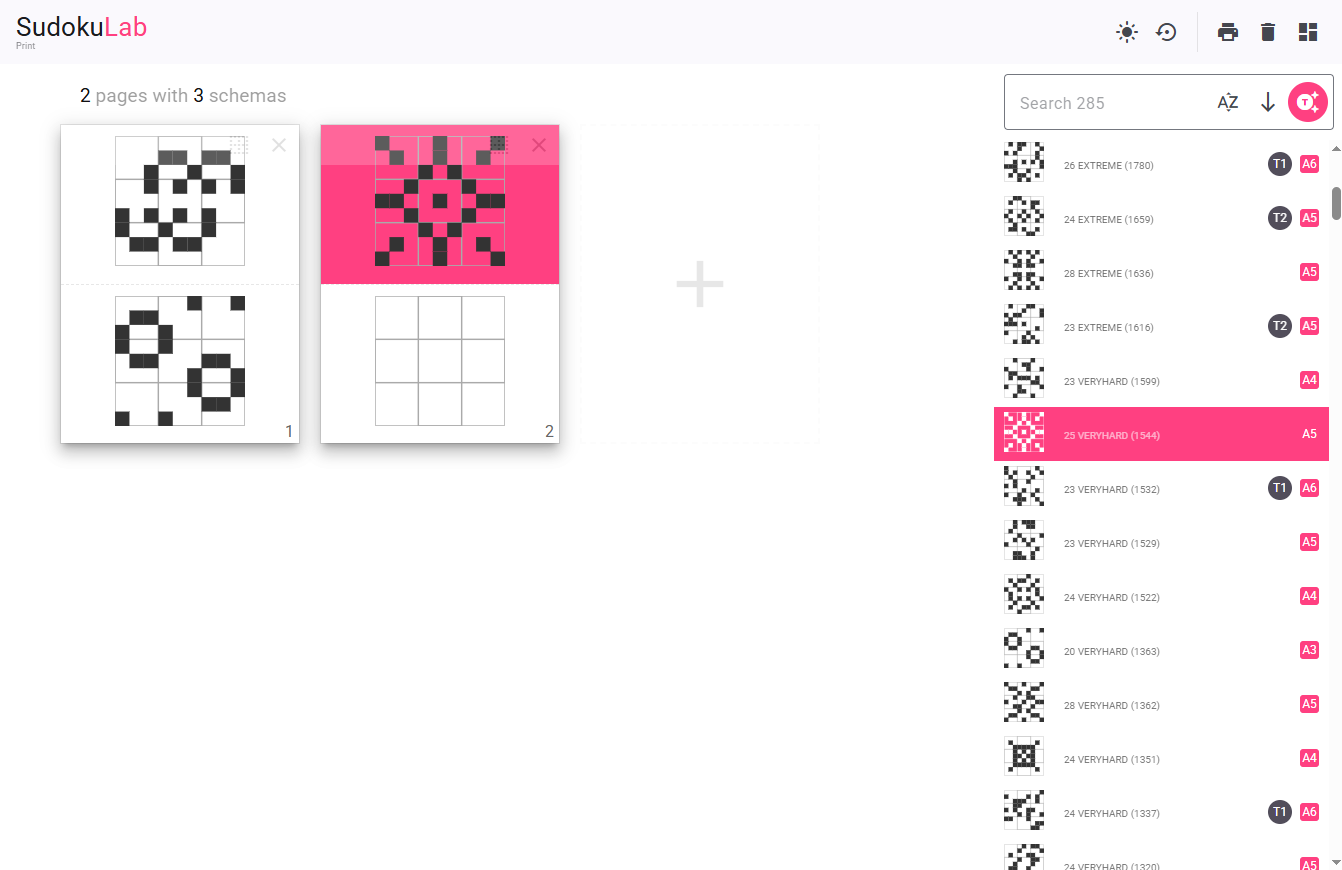 SudokuLab
Print
2 pages with 3 schemas
1
2
Search 285
AZ
T
26 EXTREME (1780) T1 A6
24 EXTREME (1659) T2 A5
28 EXTREME (1636) A5
23 EXTREME (1616) T2 A5
23 VERYHARD (1599) A4
25 VERYHARD (1544) A5
23 VERYHARD (1532) T1 A6
23 VERYHARD (1529) A5
24 VERYHARD (1522) A4
20 VERYHARD (1363) A3
28 VERYHARD (1362) A5
24 VERYHARD (1351) A4
24 VERYHARD (1337) T1 A6
24 VERYHARD (1320) A5